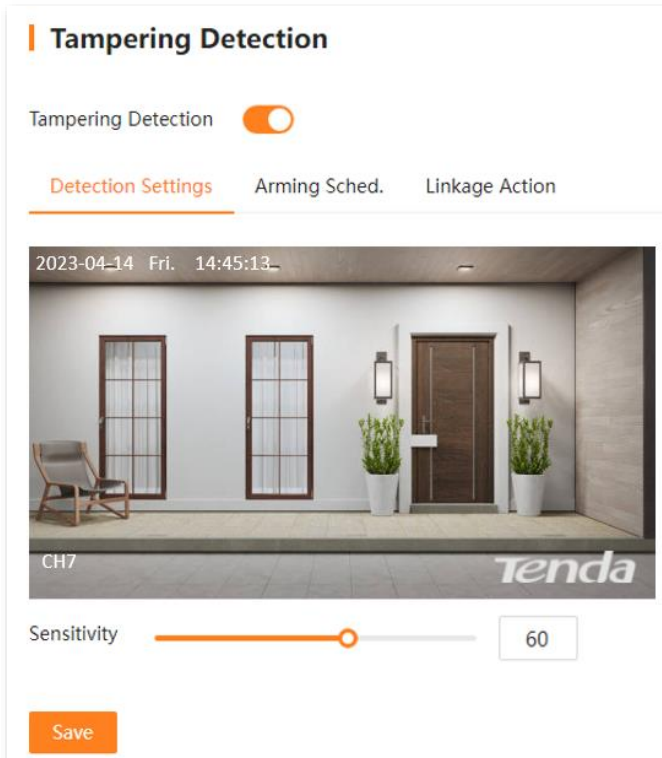 Tampering Detection
Tampering Detection
Detection Settings Arming Sched. Linkage Action
2023-04-14 Fri. 14:45:13
CH7
Tenda
Sensitivity 60
Save